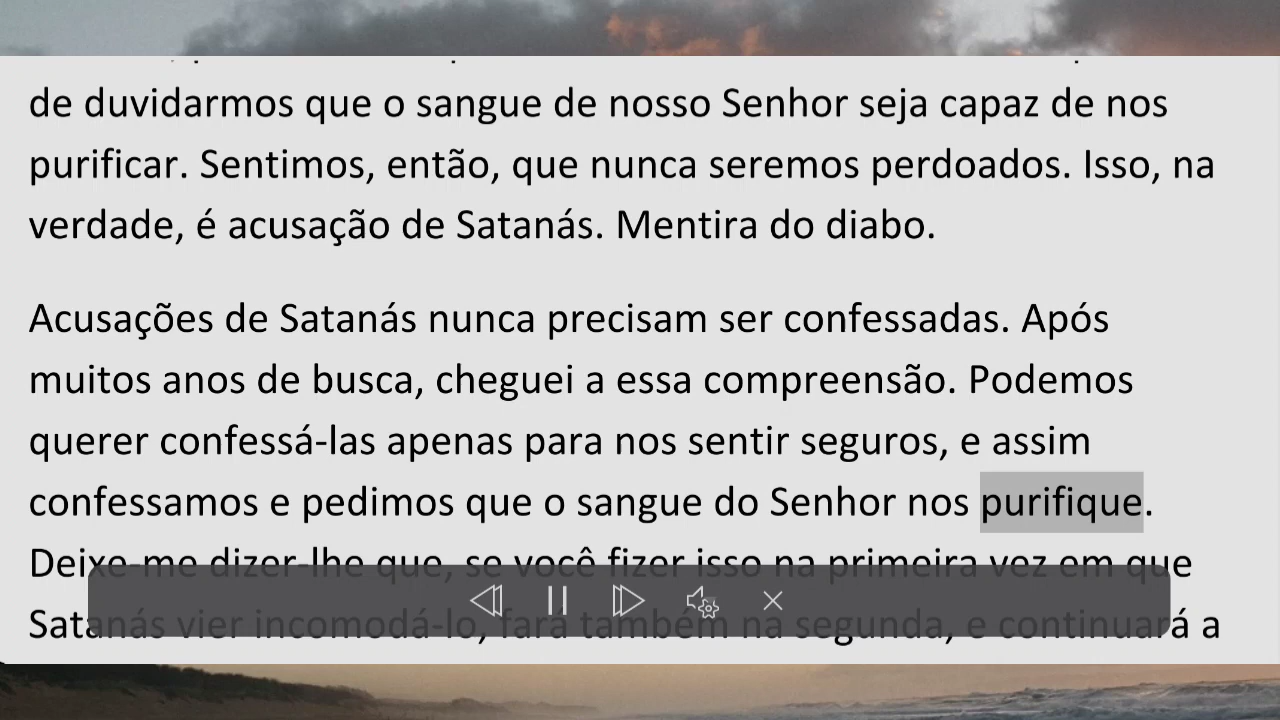 de duvidarmos que o sangue de nosso Senhor seja capaz de nos
purificar. Sentimos, então, que nunca seremos perdoados. Isso, na
verdade, é acusação de Satanás. Mentira do diabo.
Acusações de Satanás nunca precisam ser confessadas. Após
muitos anos de busca, cheguei a essa compreensão. Podemos
querer confessá-las apenas para nos sentir seguros, e assim
confessamos e pedimos que o sangue do Senhor nos purifique.
Deixe-me dizer-lhe que, se você fizer isso na primeira vez em que
Satanás vier incomodá-lo, fará também na segunda, e continuará a